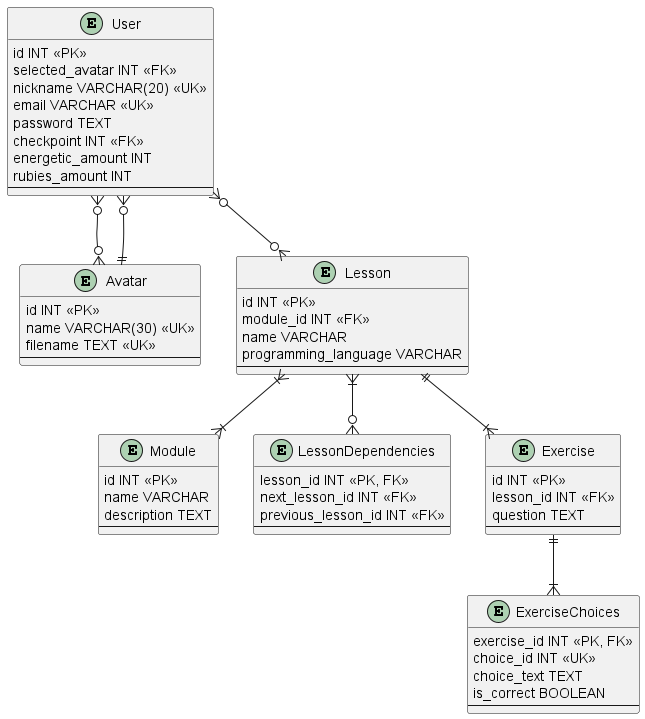 E User
id INT «PK»
selected_avatar INT «FK»
nickname VARCHAR(20) «UK»
email VARCHAR «UK»
password TEXT
checkpoint INT «FK»
energetic_amount INT
rubies_amount INT
E Avatar
id INT «PK»
name VARCHAR(30) «UK»
filename TEXT «UK»
E Lesson
id INT «PK»
module_id INT «FK»
name VARCHAR
programming_language VARCHAR
E Module
id INT «PK»
name VARCHAR
description TEXT
E LessonDependencies
lesson_id INT «PK, FK»
next_lesson_id INT «FK»
previous_lesson_id INT «FK»
E Exercise
id INT «PK»
lesson_id INT «FK»
question TEXT
E ExerciseChoices
exercise_id INT «PK, FK»
choice_id INT «UK»
choice_text TEXT
is_correct BOOLEAN